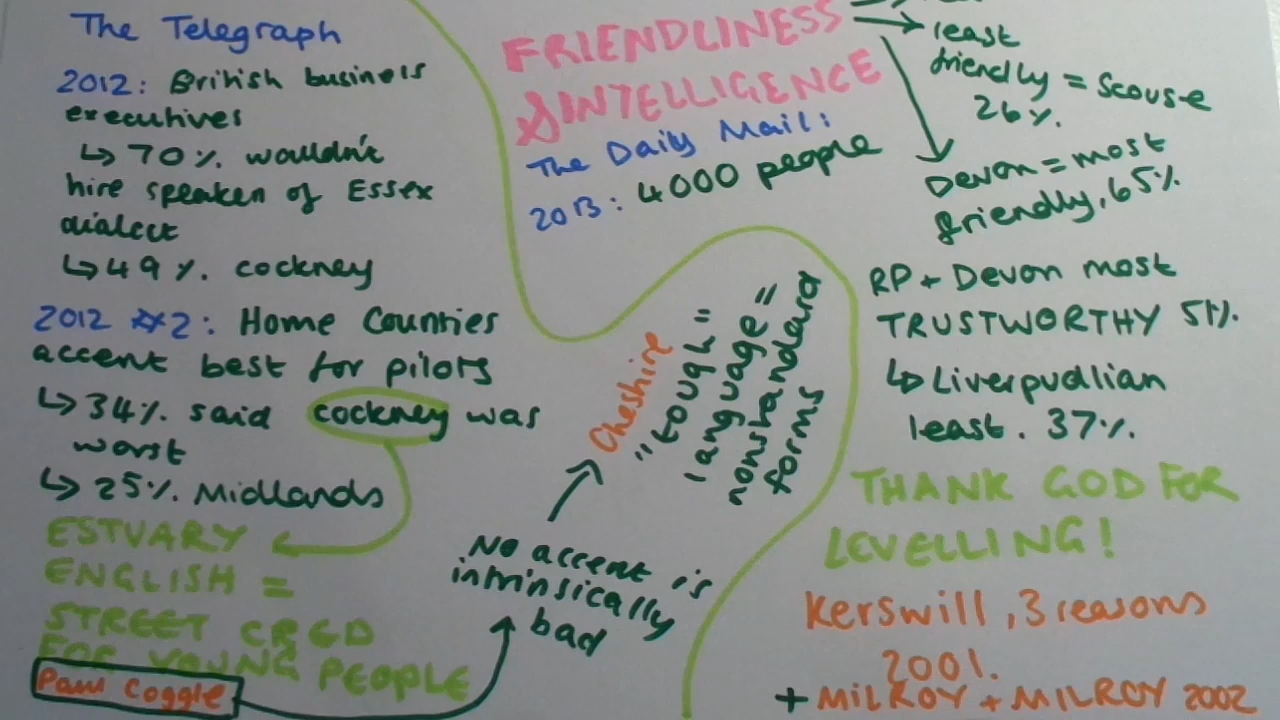 The Telegraph
2012: British business
executives
↳ 70%. wouldn't
hire speaker of Essex
dialect
↳ 49%. cockney
2012 #2: Home Counties
accent best for pilots
↳ 34%. said cockney was
worst
↳ 25%. Midlands
ESTUARY
ENGLISH =
STREET CRED
FOR YOUNG PEOPLE
Paul Coggle
No accent is
intrinsically
bad
Cheshire
"tough"
language =
nonstandard
forms
FRIENDLINESS
& INTELLIGENCE
The Daily Mail:
2013: 4000 people
least
friendly = Scouse
26%.
Devon = most
friendly, 65%.
RP + Devon most
TRUSTWORTHY 51%.
↳ Liverpudlian
least. 37%.
THANK GOD FOR
LEVELLING!
Kerswill, 3 reasons
2001.
+ MILROY + MILROY 2002